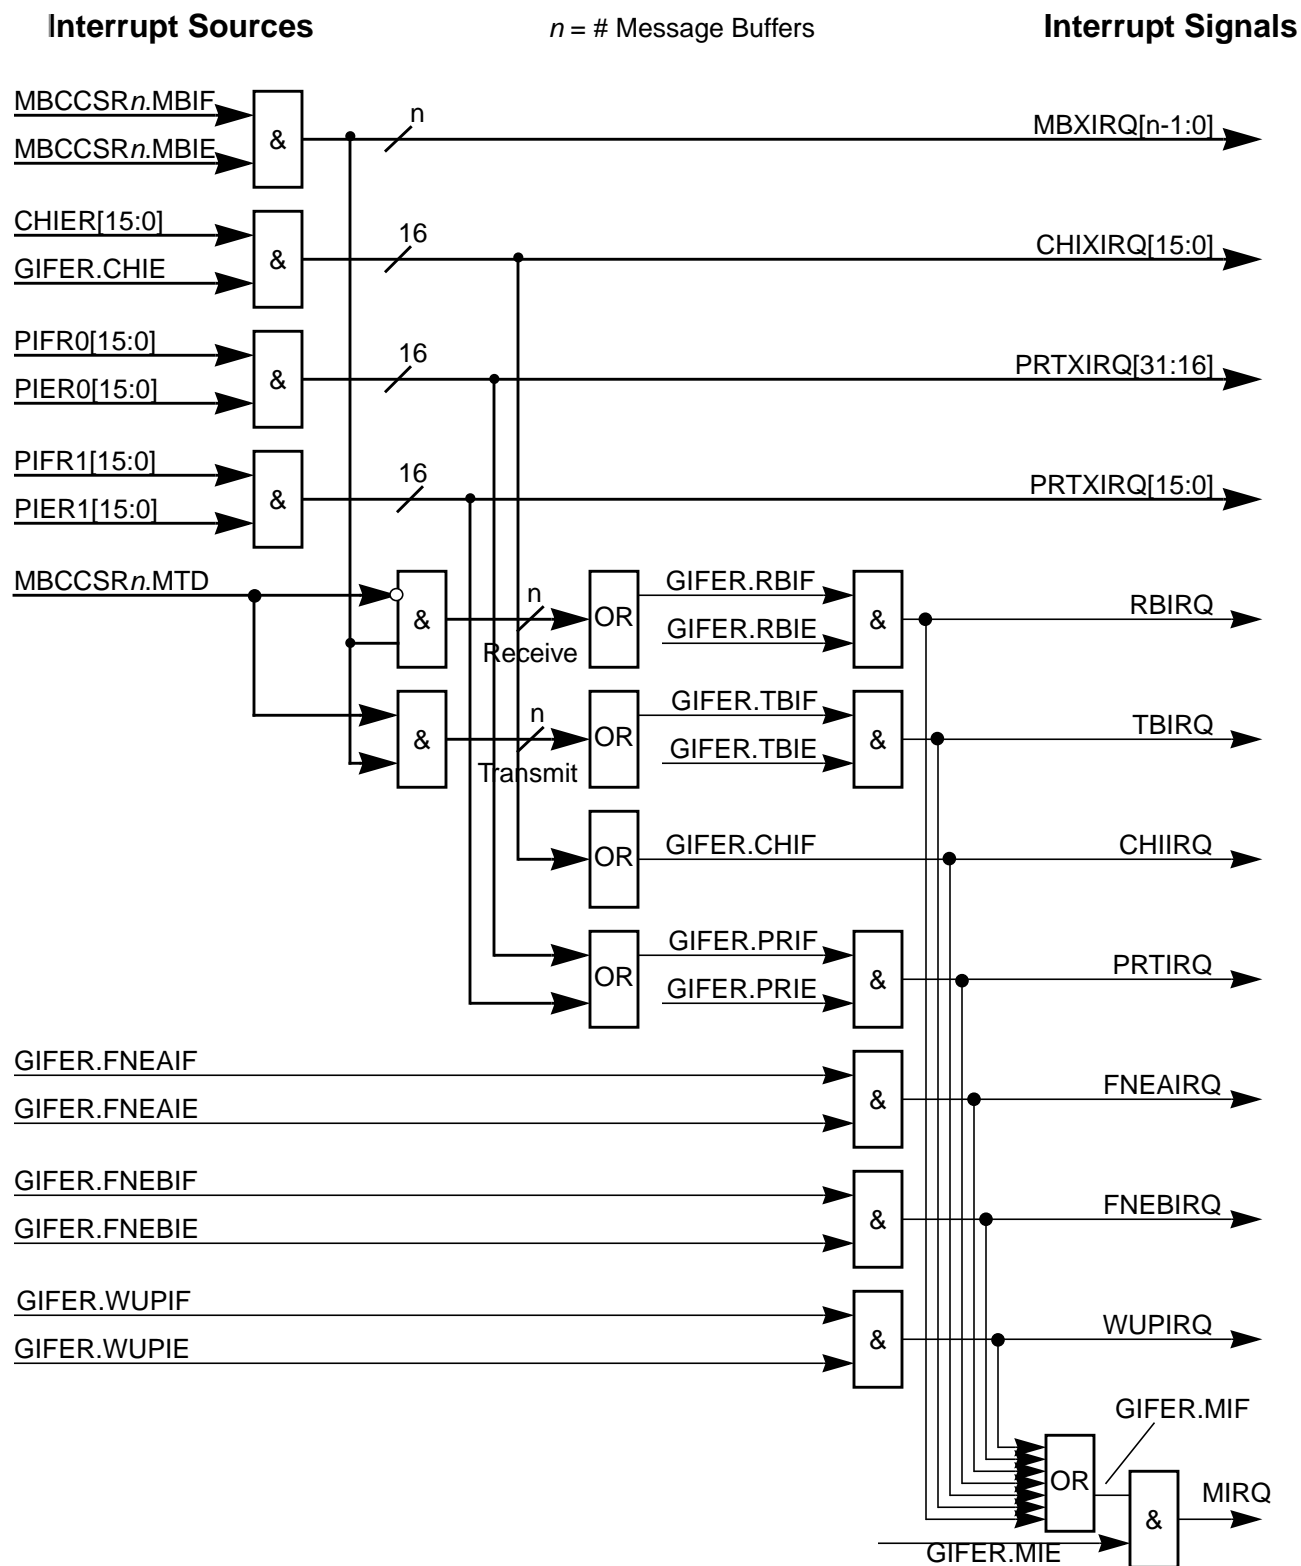 Interrupt Sources
n = # Message Buffers
Interrupt Signals
MBCCSRn.MBIF
MBCCSRn.MBIE
&
n
MBXIRQ[n-1:0]
CHIER[15:0]
GIFER.CHIE
&
16
CHIXIRQ[15:0]
PIFR0[15:0]
PIER0[15:0]
&
16
PRTXIRQ[31:16]
PIFR1[15:0]
PIER1[15:0]
&
16
PRTXIRQ[15:0]
MBCCSRn.MTD
&
n
Receive
OR
GIFER.RBIF
GIFER.RBIE
&
RBIRQ
&
n
Transmit
OR
GIFER.TBIF
GIFER.TBIE
&
TBIRQ
OR
GIFER.CHIF
CHIIRQ
OR
GIFER.PRIF
GIFER.PRIE
&
PRTIRQ
GIFER.FNEAIF
GIFER.FNEAIE
&
FNEAIRQ
GIFER.FNEBIF
GIFER.FNEBIE
&
FNEBIRQ
GIFER.WUPIF
GIFER.WUPIE
&
WUPIRQ
GIFER.MIF
OR
&
MIRQ
GIFER.MIE